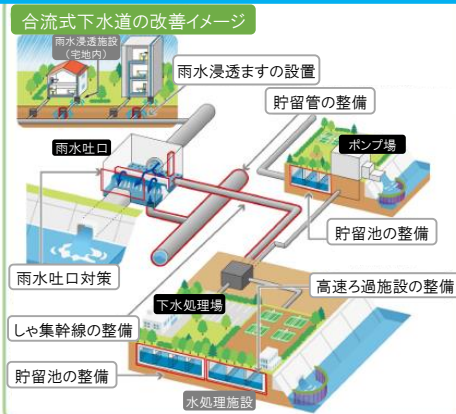 合流式下水道の改善イメージ
雨水浸透施設
（宅地内）
雨水浸透ますの設置
貯留管の整備
雨水吐口
ポンプ場
貯留池の整備
雨水吐口対策
高速ろ過施設の整備
下水処理場
しゃ集幹線の整備
貯留池の整備
水処理施設